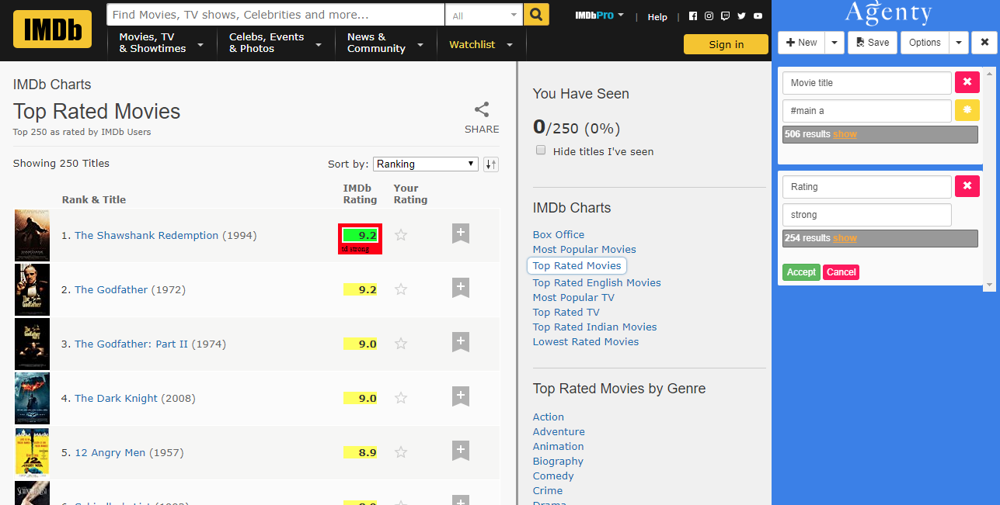 IMDb
Find Movies, TV shows, Celebrities and more...
All
IMDbPro
|
Help
|
Movies, TV
& Showtimes
Celebs, Events
& Photos
News &
Community
Watchlist
Sign in
IMDb Charts
Top Rated Movies
Top 250 as rated by IMDb Users
SHARE
Showing 250 Titles
Sort by: Ranking
Rank & Title
IMDb
Rating
Your
Rating
1. The Shawshank Redemption (1994)
9.2
td strong
2. The Godfather (1972)
9.2
3. The Godfather: Part II (1974)
9.0
4. The Dark Knight (2008)
9.0
12
5. 12 Angry Men (1957)
8.9
You Have Seen
0/250 (0%)
Hide titles I've seen
IMDb Charts
Box Office
Most Popular Movies
Top Rated Movies
Top Rated English Movies
Most Popular TV
Top Rated TV
Top Rated Indian Movies
Lowest Rated Movies
Top Rated Movies by Genre
Action
Adventure
Animation
Biography
Comedy
Crime
Drama
Agenty
New
Save
Options
Movie title
#main a
506 results show
Rating
strong
254 results show
Accept
Cancel